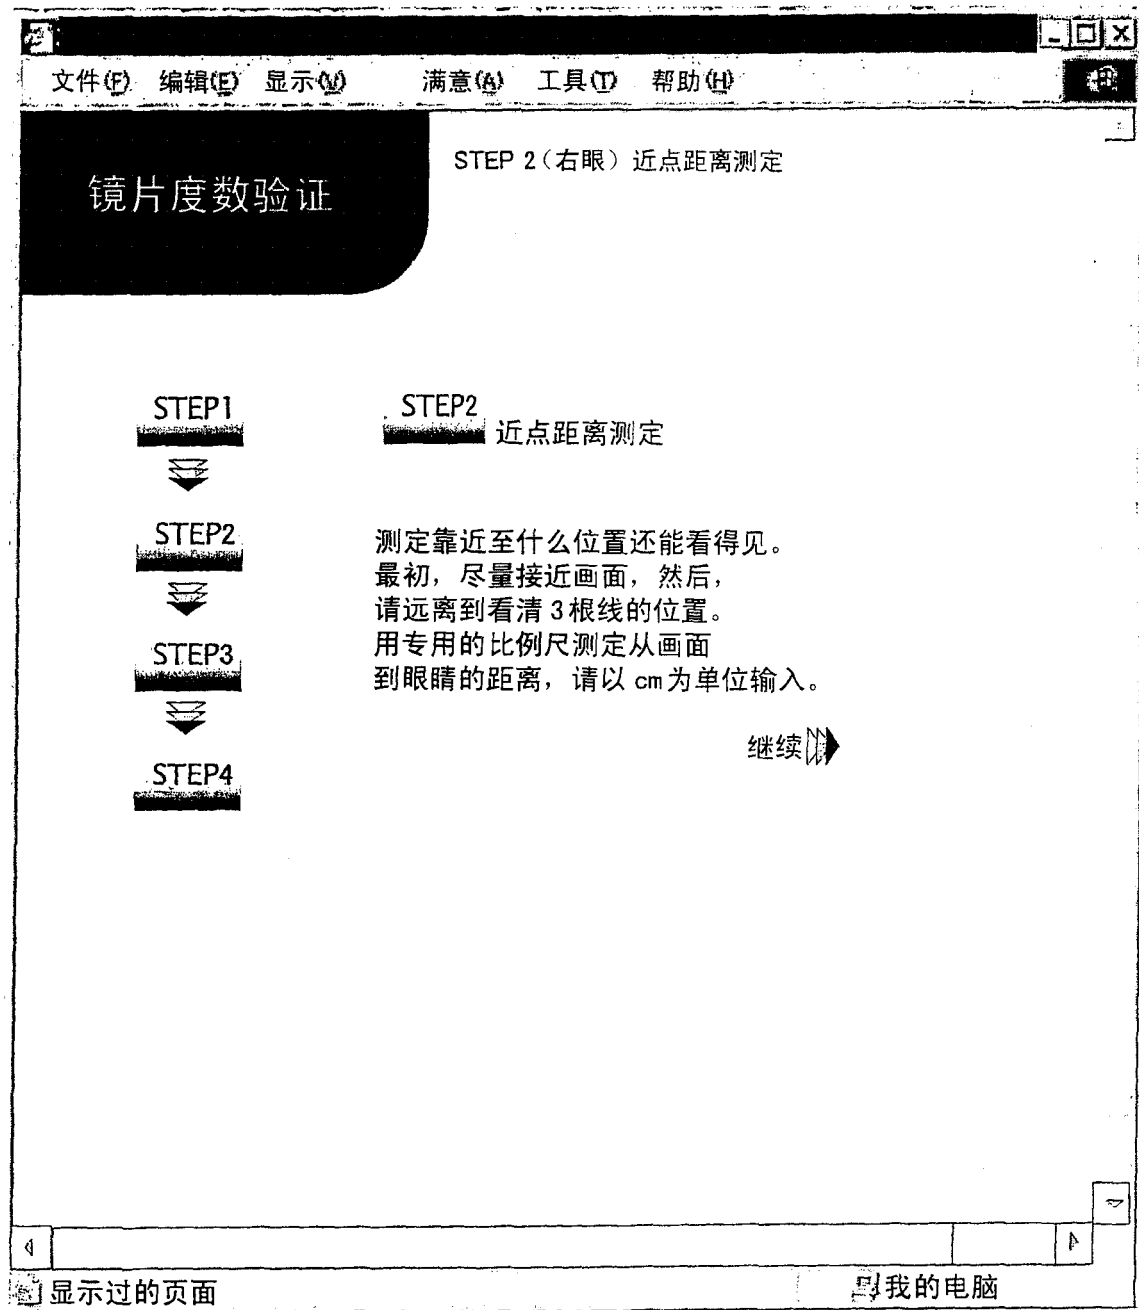 文件(F) 编辑(E) 显示(V) 满意(A) 工具(T) 帮助(H)
镜片度数验证
STEP 2（右眼）近点距离测定
STEP1
STEP2
STEP3
STEP4
STEP2
近点距离测定
测定靠近至什么位置还能看得见。
最初，尽量接近画面，然后，
请远离到看清3根线的位置。
用专用的比例尺测定从画面
到眼睛的距离，请以cm为单位输入。
继续
显示过的页面 我的电脑